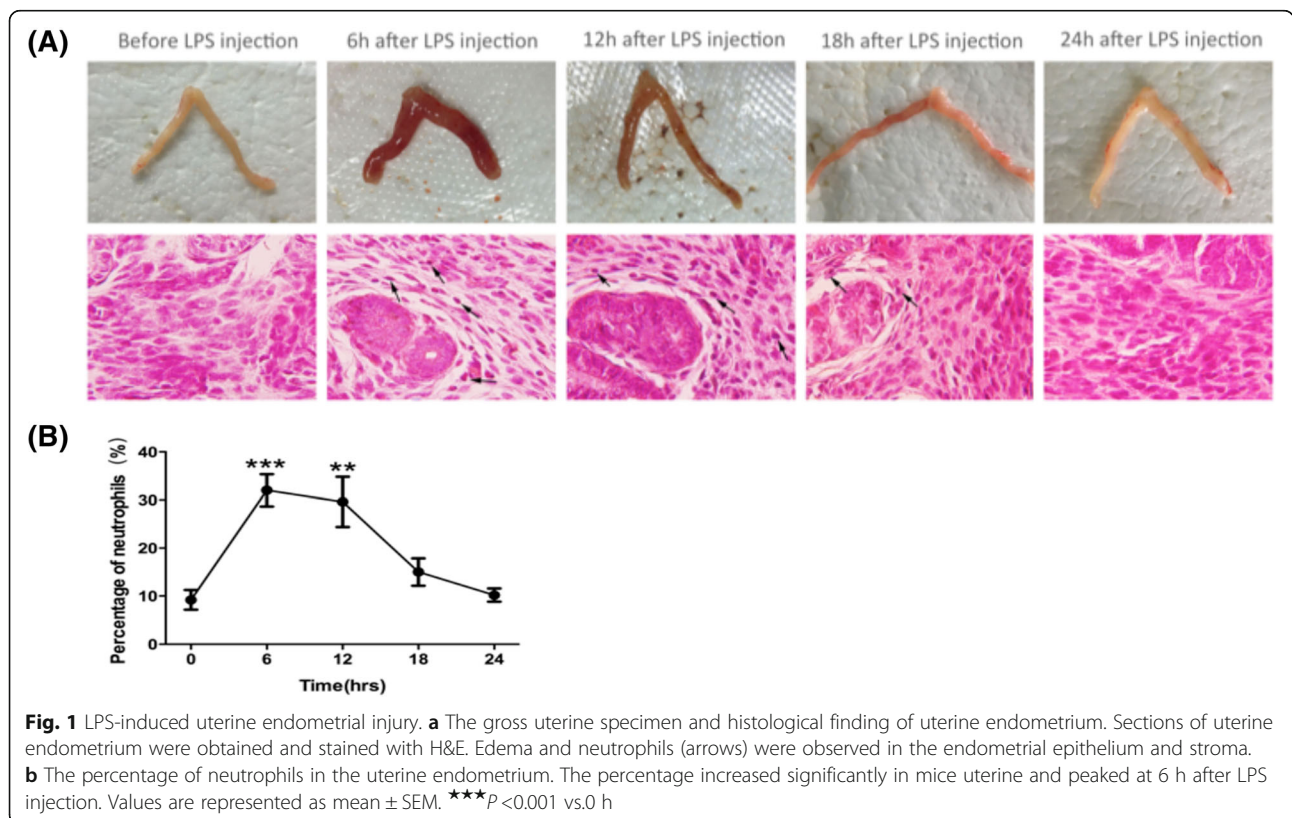 (A)
Before LPS injection
6h after LPS injection
12h after LPS injection
18h after LPS injection
24h after LPS injection
(B)
Percentage of neutrophils (%)
40
30
20
10
0
***
**
0 6 12 18 24
Time(hrs)
Fig. 1 LPS-induced uterine endometrial injury. a The gross uterine specimen and histological finding of uterine endometrium. Sections of uterine
endometrium were obtained and stained with H&E. Edema and neutrophils (arrows) were observed in the endometrial epithelium and stroma.
b The percentage of neutrophils in the uterine endometrium. The percentage increased significantly in mice uterine and peaked at 6 h after LPS
injection. Values are represented as mean ± SEM. ★★★P <0.001 vs.0 h